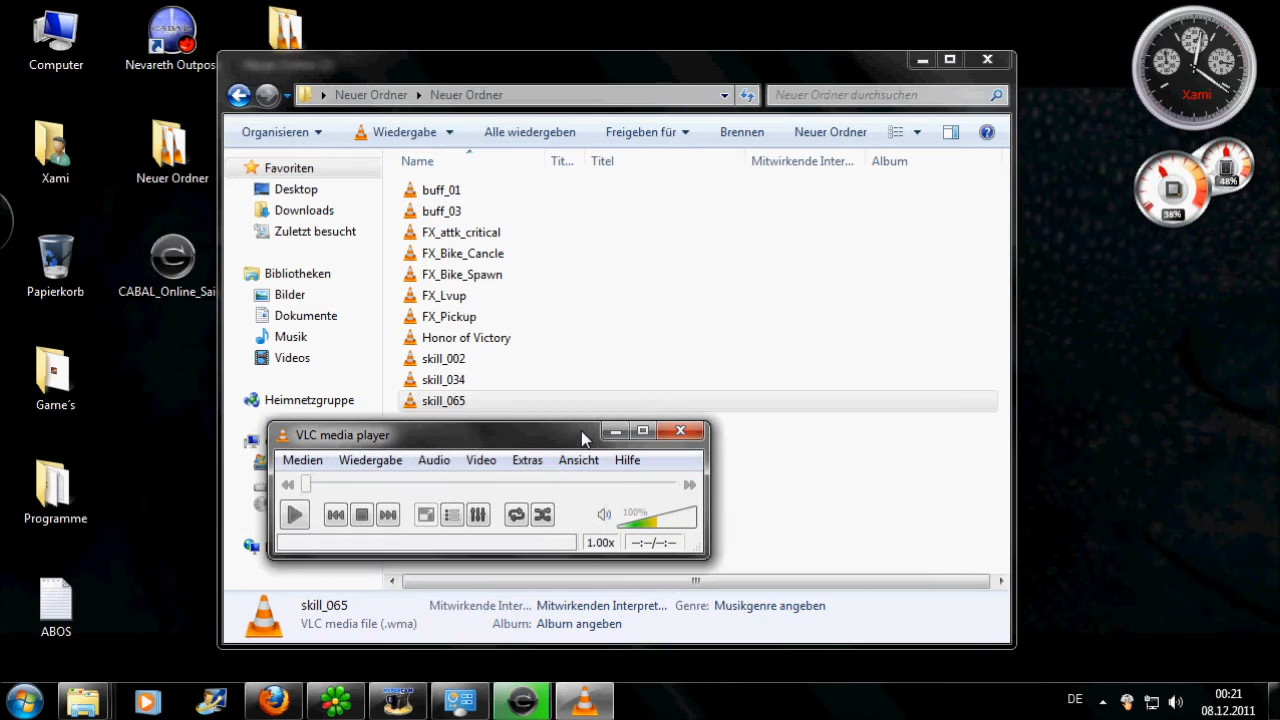 Computer
Nevareth Outpos
Xami
Neuer Ordner
Papierkorb
CABAL_Online_Sai
Game´s
Programme
ABOS
Neuer Ordner
Neuer Ordner
Neuer Ordner durchsuchen
Organisieren
Wiedergabe
Alle wiedergeben
Freigeben für
Brennen
Neuer Ordner
Favoriten
Desktop
Downloads
Zuletzt besucht
Bibliotheken
Bilder
Dokumente
Musik
Videos
Heimnetzgruppe
Name
Tit...
Titel
Mitwirkende Inter...
Album
buff_01
buff_03
FX_attk_critical
FX_Bike_Cancle
FX_Bike_Spawn
FX_Lvup
FX_Pickup
Honor of Victory
skill_002
skill_034
skill_065
VLC media player
Medien
Wiedergabe
Audio
Video
Extras
Ansicht
Hilfe
100%
1.00x
--:--/--:--
skill_065
VLC media file (.wma)
Mitwirkende Inter...
Mitwirkenden Interpret...
Genre:
Musikgenre angeben
Album:
Album angeben
Xami
48%
38%
DE
00:21
08.12.2011